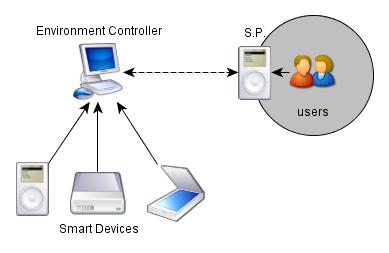 Environment Controller
S.P.
users
Smart Devices